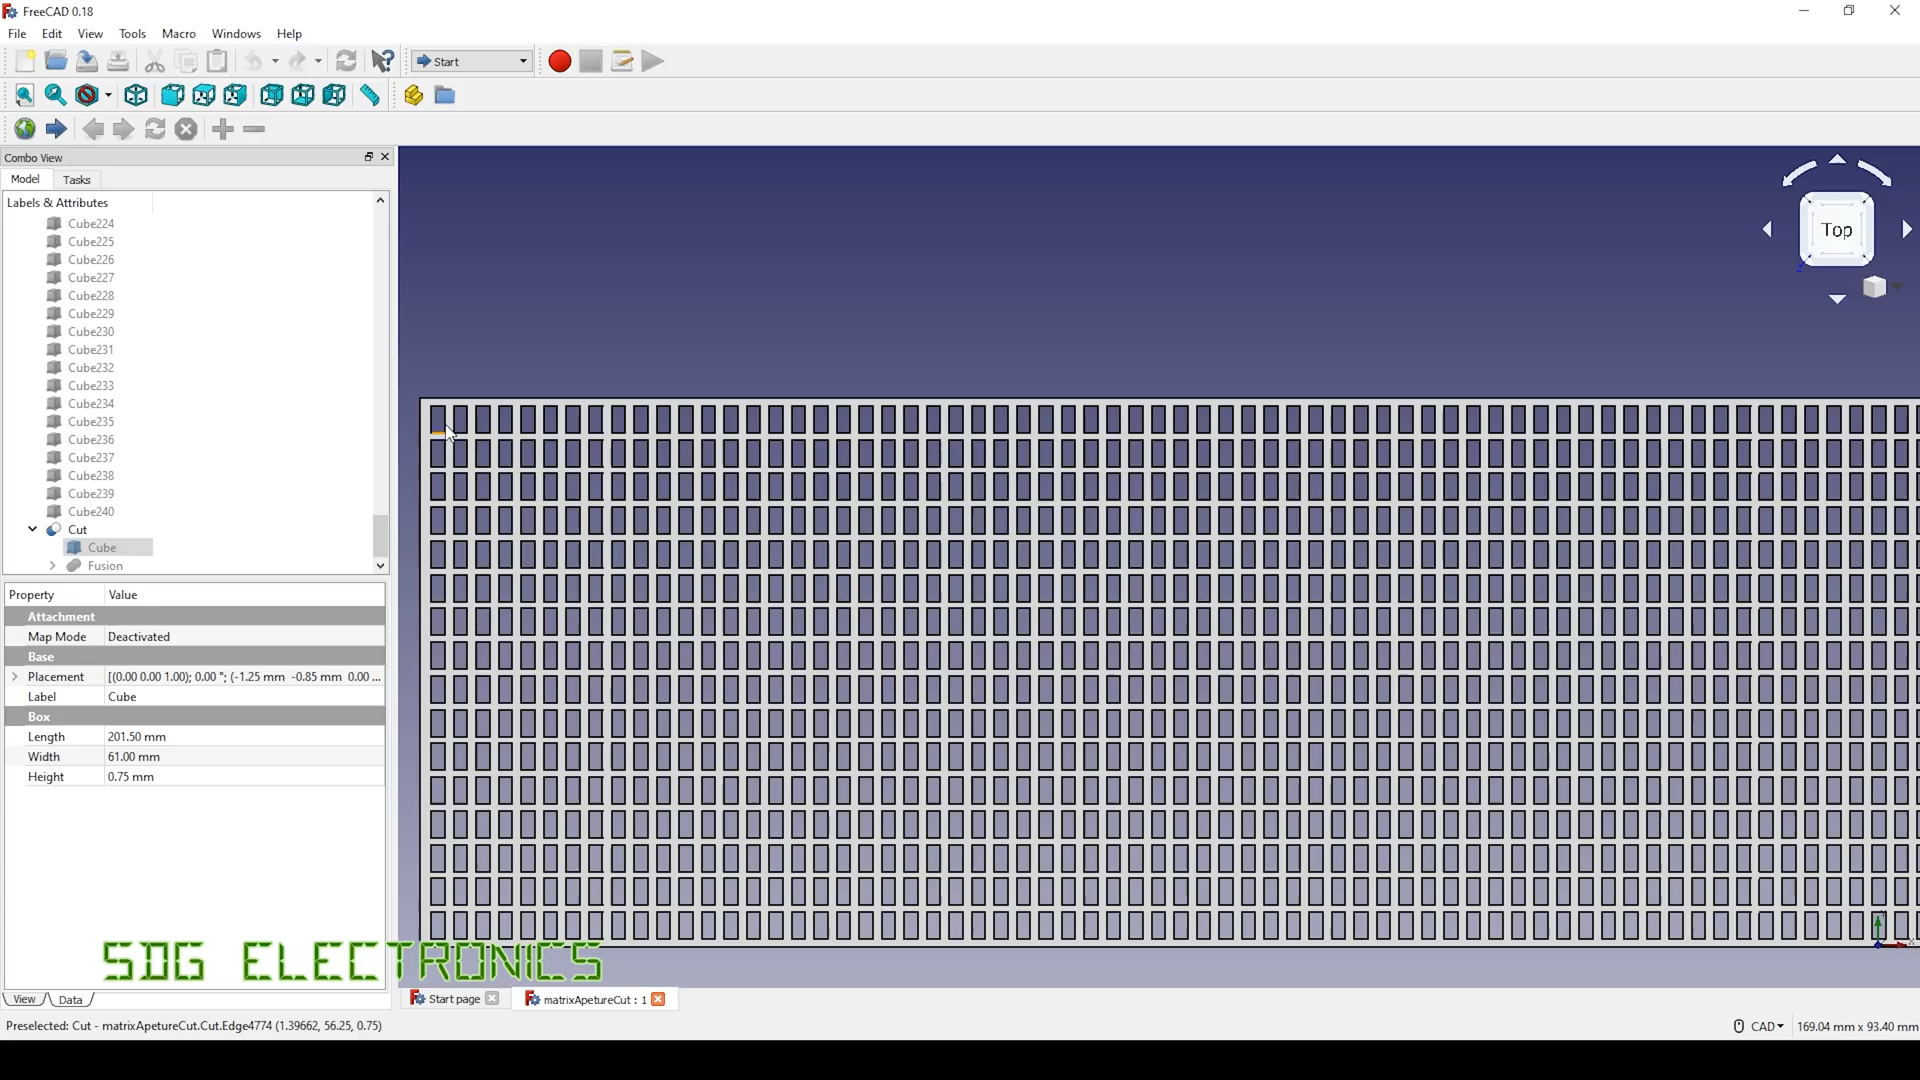 FreeCAD 0.18
File Edit View Tools Macro Windows Help
Start
Combo View
Model Tasks
Labels & Attributes
Cube224
Cube225
Cube226
Cube227
Cube228
Cube229
Cube230
Cube231
Cube232
Cube233
Cube234
Cube235
Cube236
Cube237
Cube238
Cube239
Cube240
Cut
Cube
Fusion
Top
Z
Property Value
Attachment
Map Mode Deactivated
Base
Placement [(0.00 0.00 1.00); 0.00 °; (-1.25 mm -0.85 mm 0.00 ...
Label Cube
Box
Length 201.50 mm
Width 61.00 mm
Height 0.75 mm
SDG ELECTRONICS
View Data
Start page matrixApetureCut : 1
Preselected: Cut - matrixApetureCut.Cut.Edge4774 (1.39662, 56.25, 0.75)
CAD 169.04 mm x 93.40 mm